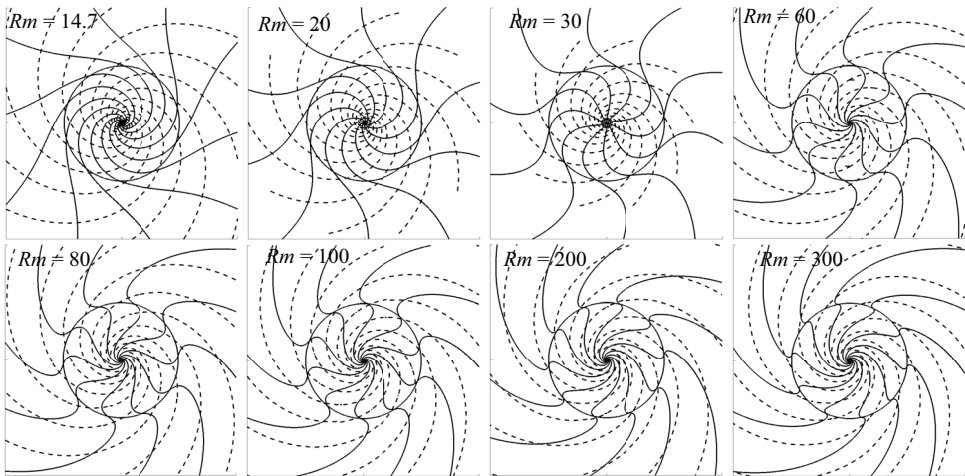 Rm = 14.7
Rm = 20
Rm = 30
Rm = 60
Rm = 80
Rm = 100
Rm = 200
Rm = 300